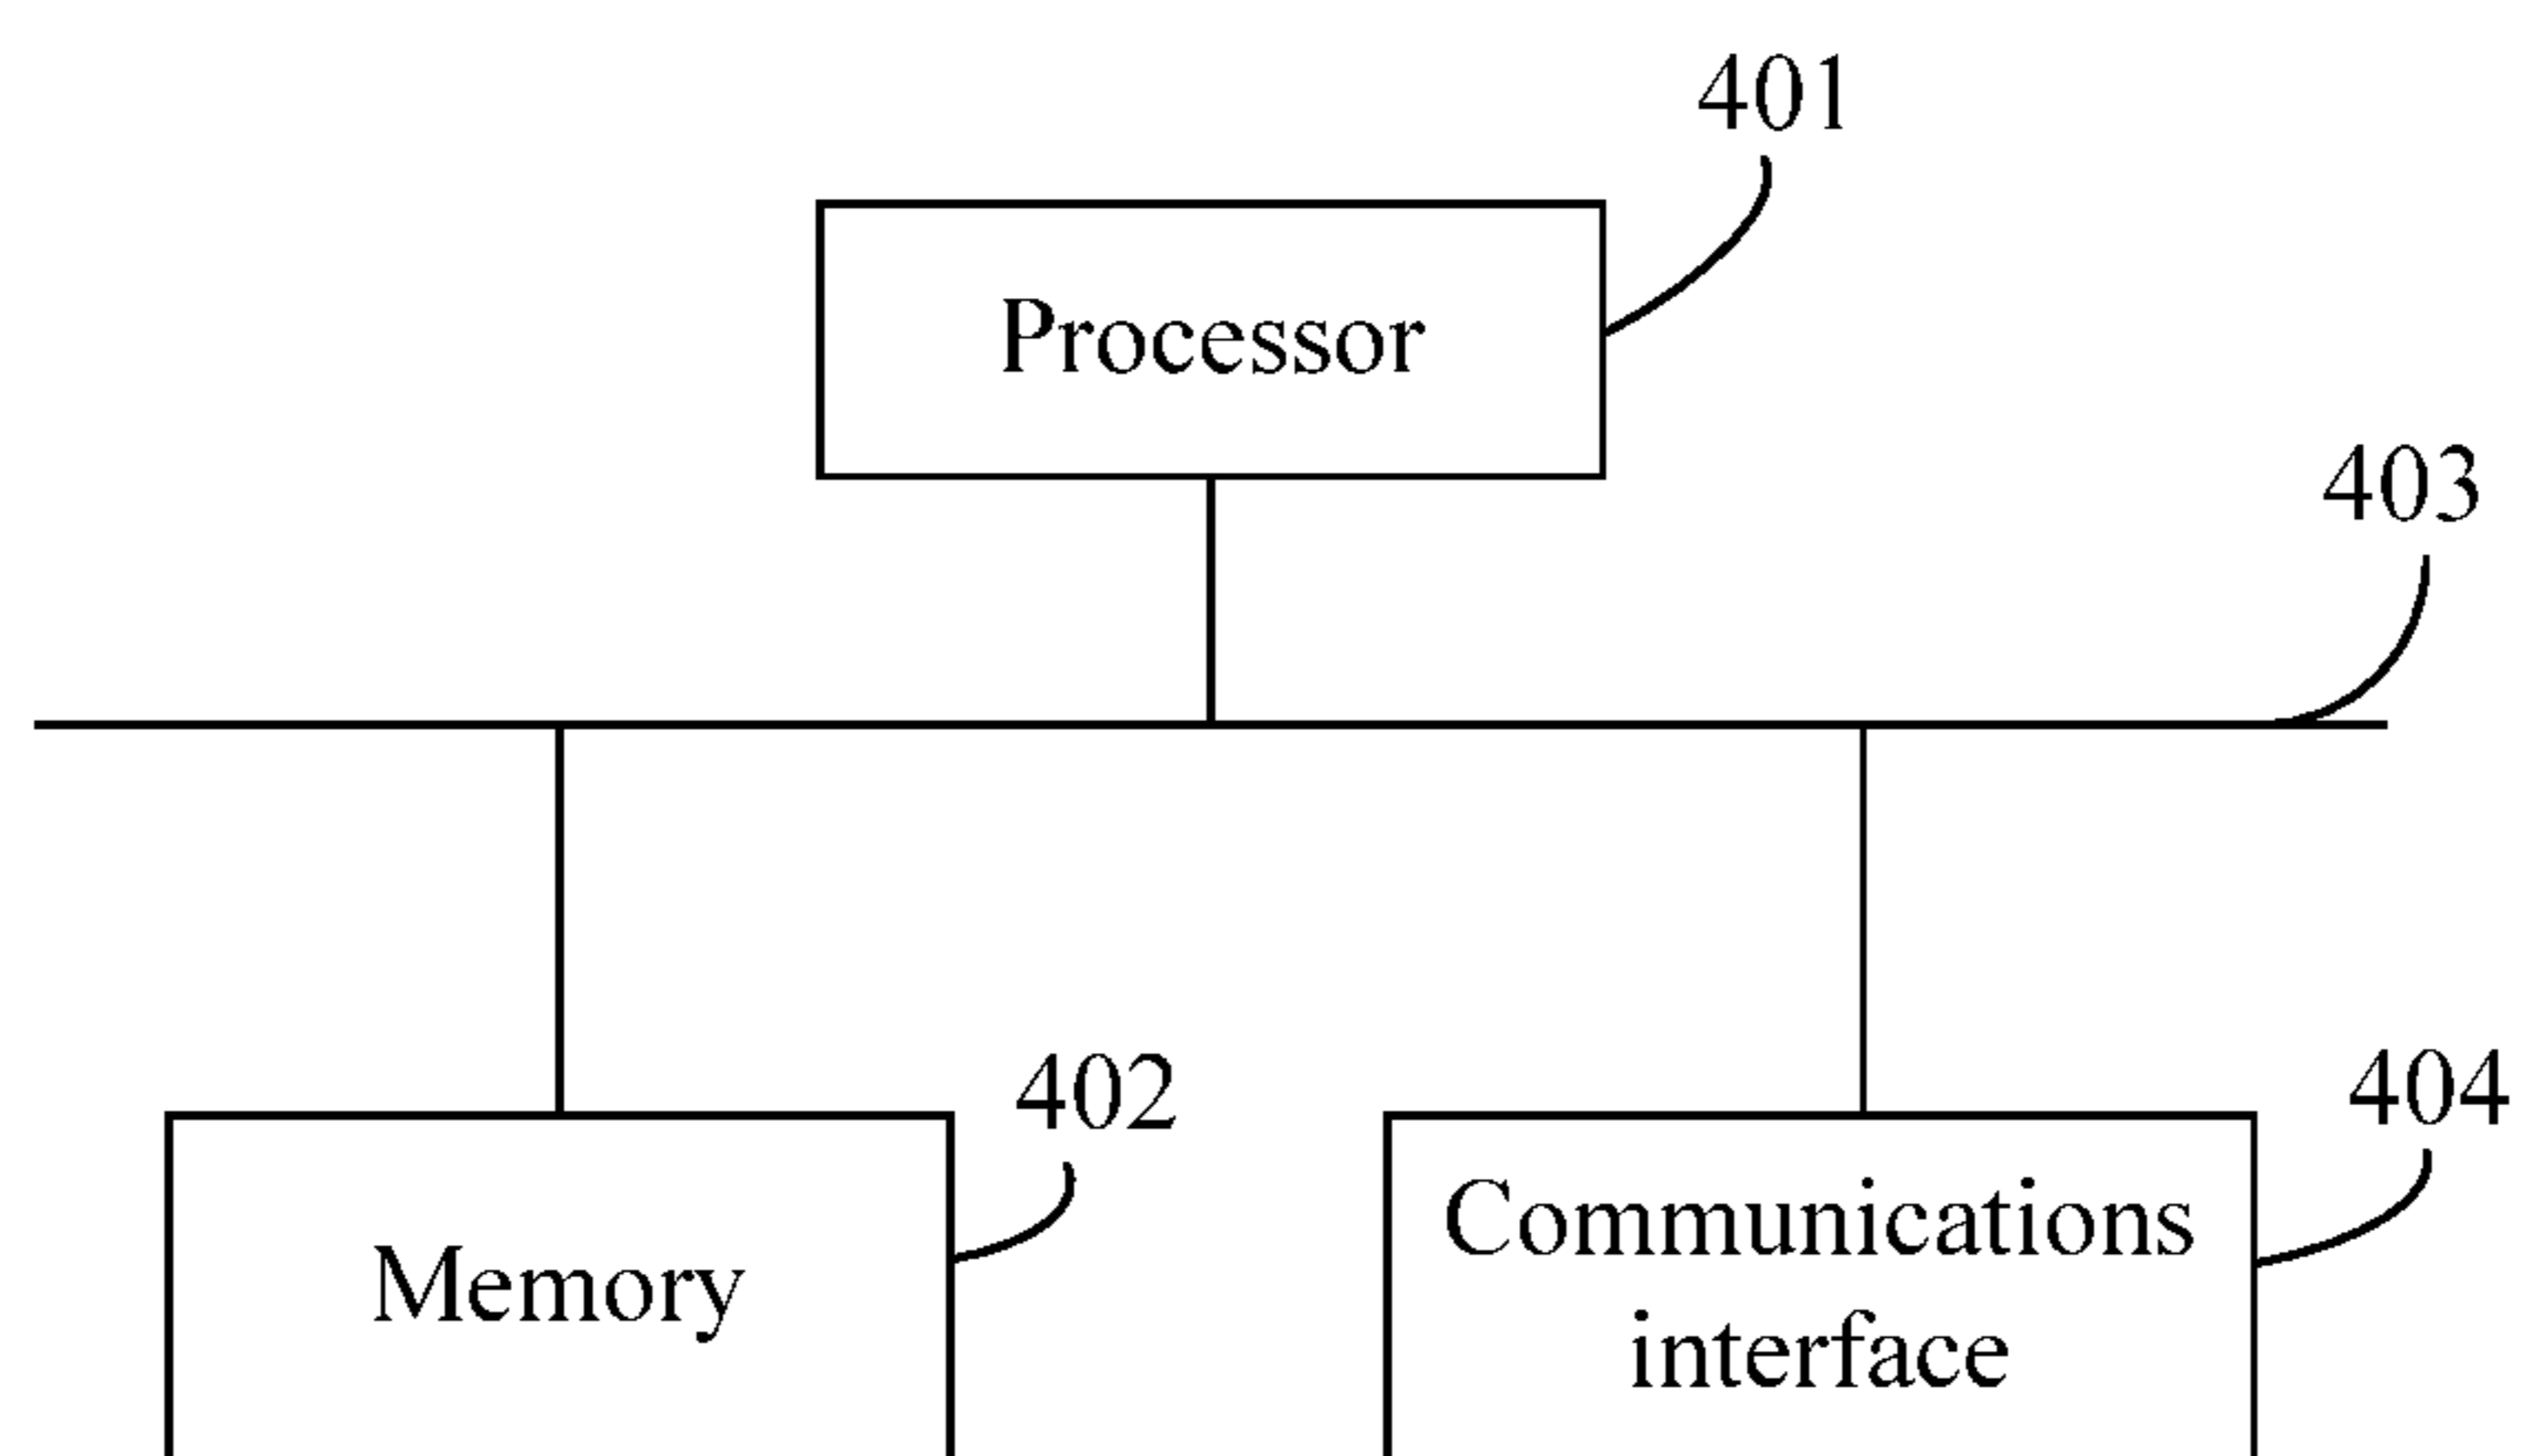 401
Processor
403
402
404
Memory
Communications
interface